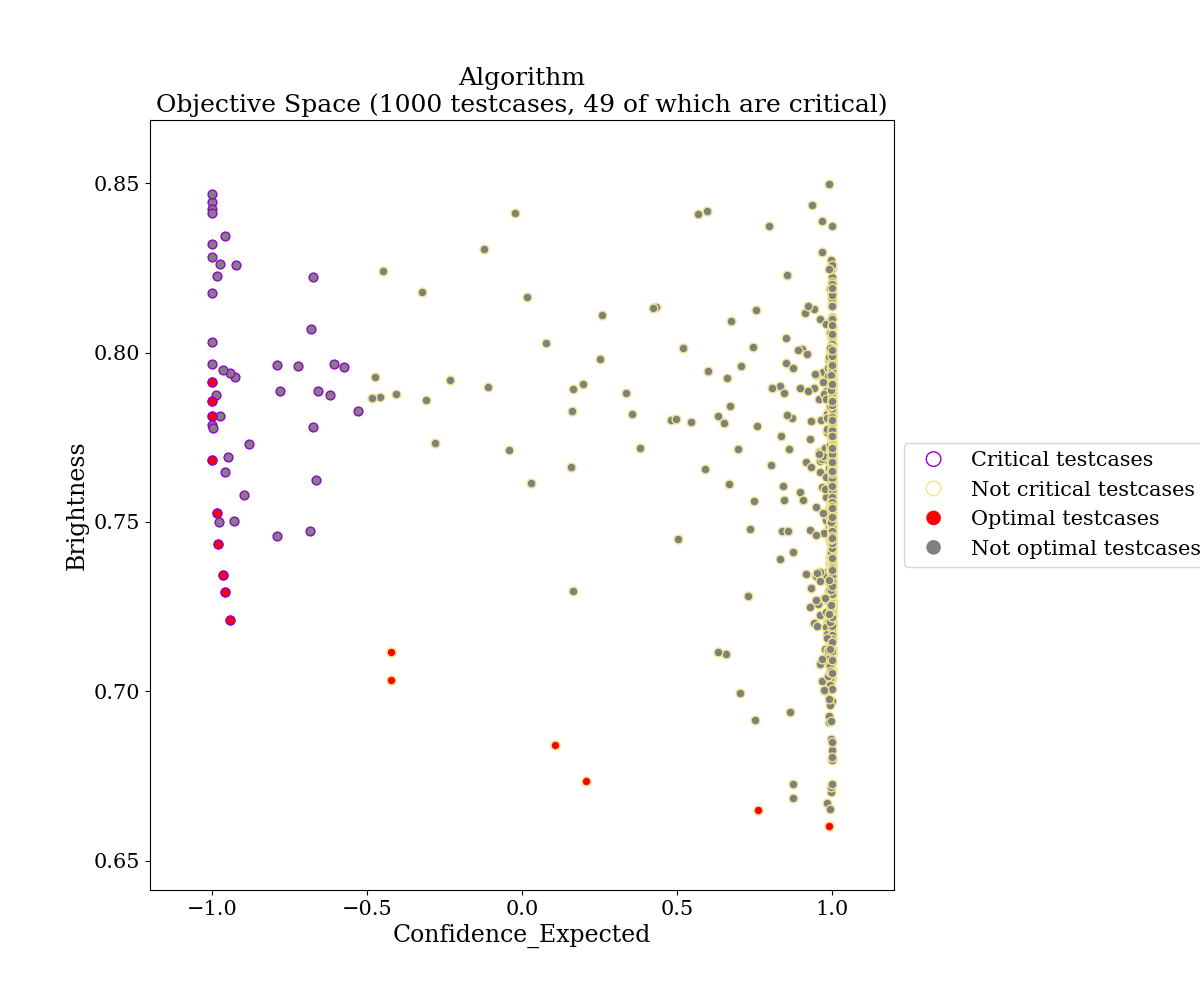 Algorithm
Objective Space (1000 testcases, 49 of which are critical)
0.85
0.80
0.75
0.70
0.65
Brightness
−1.0
−0.5
0.0
0.5
1.0
Confidence_Expected
Critical testcases
Not critical testcases
Optimal testcases
Not optimal testcases